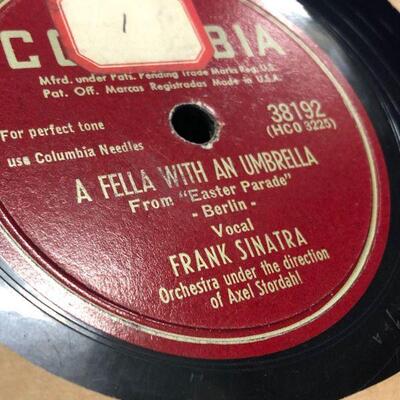 1
COLUMBIA
Mfrd. under Pats. Pending Trade Marks Reg. U.S.
Pat. Off. Marcas Registradas Made in U.S.A.
For perfect tone
use Columbia Needles
38192
(HCO 3225)
A FELLA WITH AN UMBRELLA
From "Easter Parade"
- Berlin -
Vocal
FRANK SINATRA
Orchestra under the direction
of Axel Stordahl